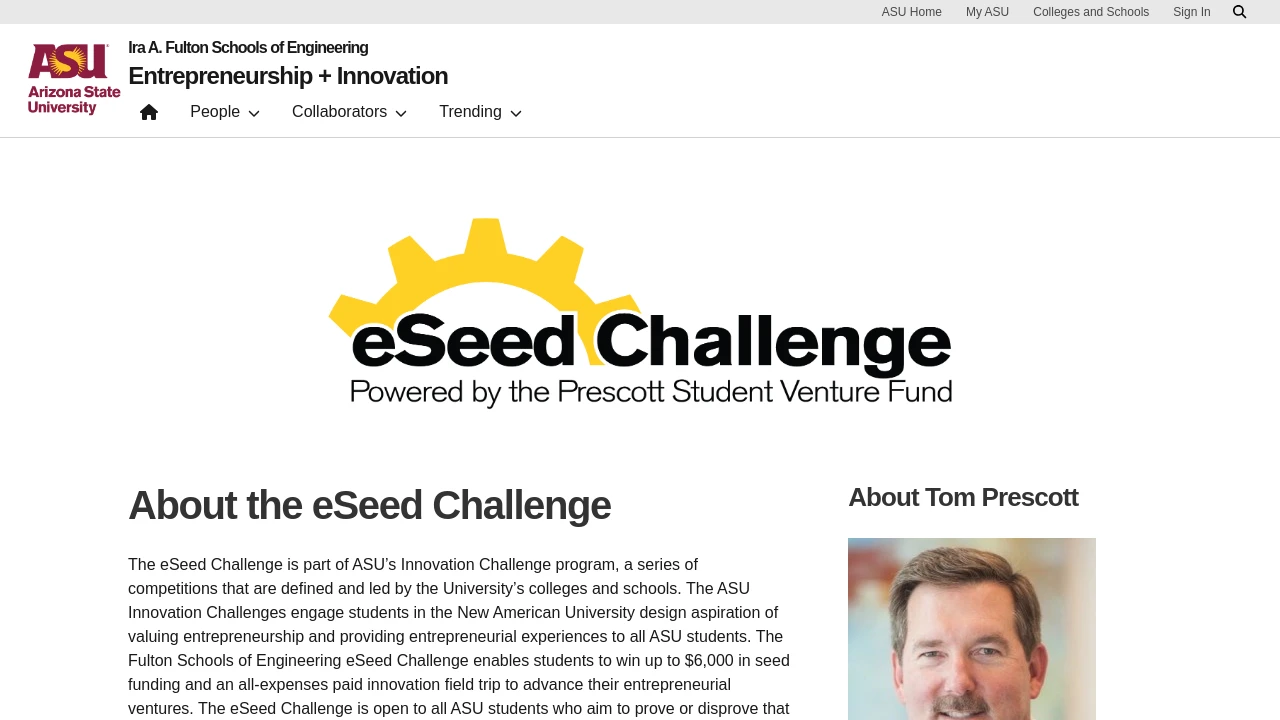 ASU Home My ASU Colleges and Schools Sign In
ASU
Arizona State
University
Ira A. Fulton Schools of Engineering
Entrepreneurship + Innovation
People Collaborators Trending
eSeed Challenge
Powered by the Prescott Student Venture Fund
About the eSeed Challenge
The eSeed Challenge is part of ASU’s Innovation Challenge program, a series of
competitions that are defined and led by the University’s colleges and schools. The ASU
Innovation Challenges engage students in the New American University design aspiration of
valuing entrepreneurship and providing entrepreneurial experiences to all ASU students. The
Fulton Schools of Engineering eSeed Challenge enables students to win up to $6,000 in seed
funding and an all-expenses paid innovation field trip to advance their entrepreneurial
ventures. The eSeed Challenge is open to all ASU students who aim to prove or disprove that
About Tom Prescott